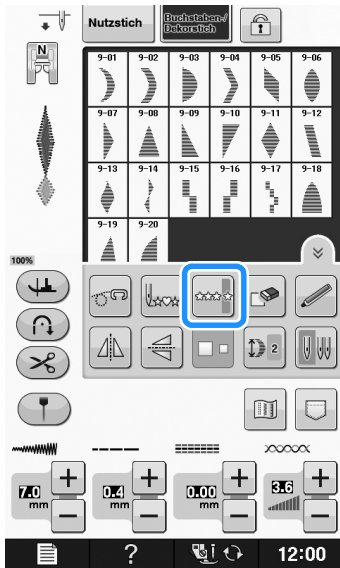 Nutzstich
Buchstaben-/
Dekorstich
N
9-01 9-02 9-03 9-04 9-05 9-06
9-07 9-08 9-09 9-10 9-11 9-12
9-13 9-14 9-15 9-16 9-17 9-18
9-19 9-20
100%
2
7.0 mm + −
0.4 mm + −
0.00 mm + −
3.6 + −
? 12:00